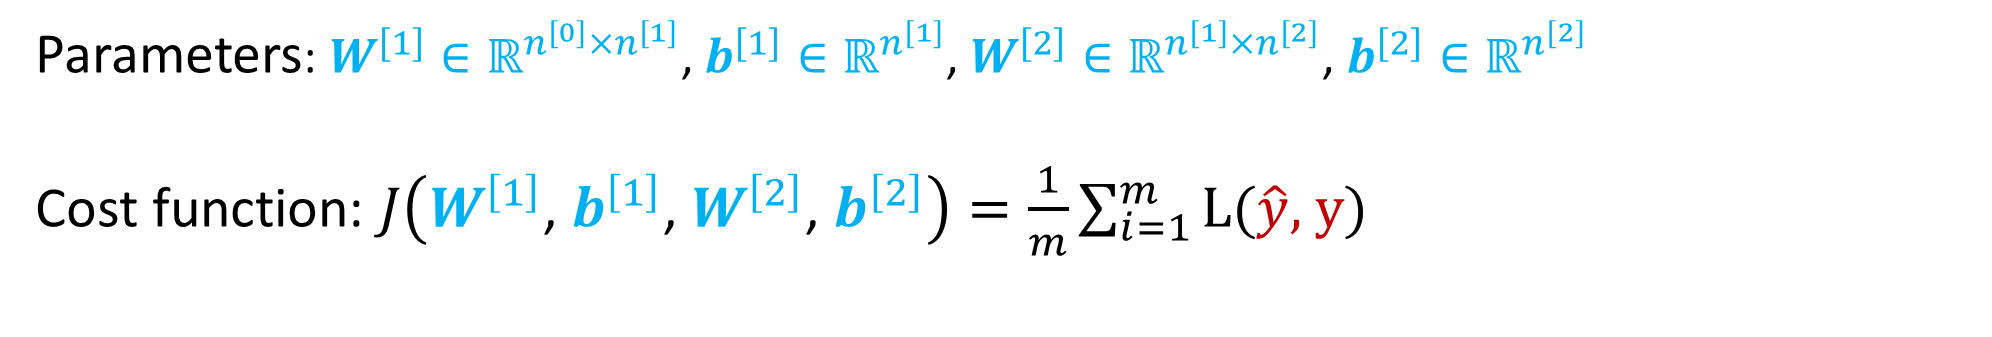 Parameters: W^[1] ∈ ℝ^{n^[0]×n^[1]}, b^[1] ∈ ℝ^{n^[1]}, W^[2] ∈ ℝ^{n^[1]×n^[2]}, b^[2] ∈ ℝ^{n^[2]}
Cost function: J(W^[1], b^[1], W^[2], b^[2]) = \frac{1}{m} ∑_{i=1}^{m} L(ŷ, y)